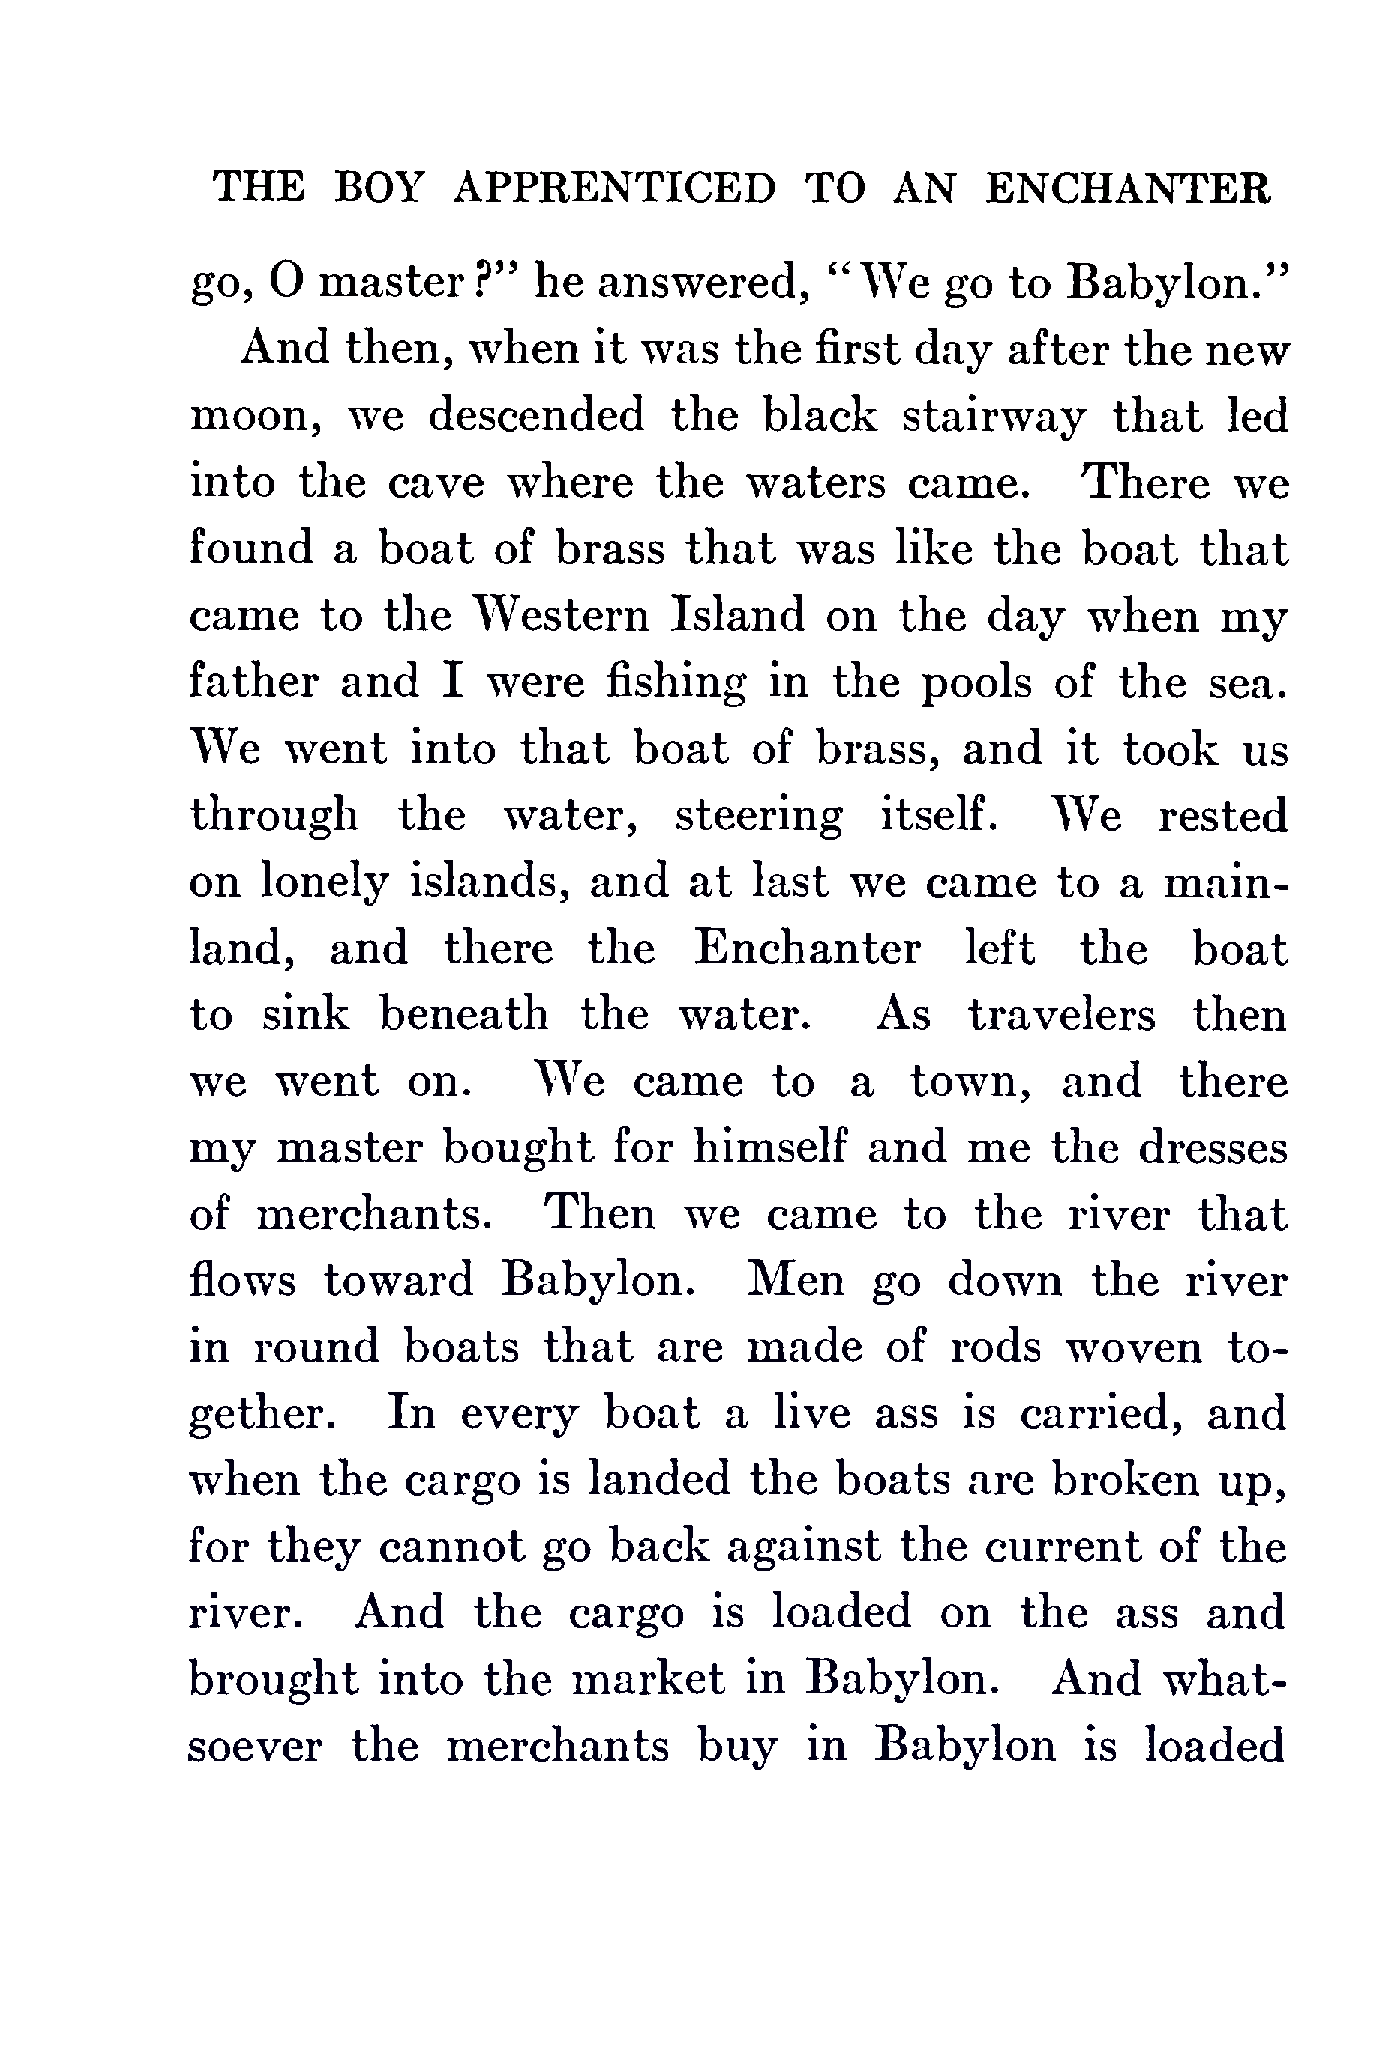 THE BOY APPRENTICED TO AN ENCHANTER
go, O master?" he answered, "We go to Babylon."
And then, when it was the first day after the new
moon, we descended the black stairway that led
into the cave where the waters came. There we
found a boat of brass that was like the boat that
came to the Western Island on the day when my
father and I were fishing in the pools of the sea.
We went into that boat of brass, and it took us
through the water, steering itself. We rested
on lonely islands, and at last we came to a main-
land, and there the Enchanter left the boat
to sink beneath the water. As travelers then
we went on. We came to a town, and there
my master bought for himself and me the dresses
of merchants. Then we came to the river that
flows toward Babylon. Men go down the river
in round boats that are made of rods woven to-
gether. In every boat a live ass is carried, and
when the cargo is landed the boats are broken up,
for they cannot go back against the current of the
river. And the cargo is loaded on the ass and
brought into the market in Babylon. And what-
soever the merchants buy in Babylon is loaded